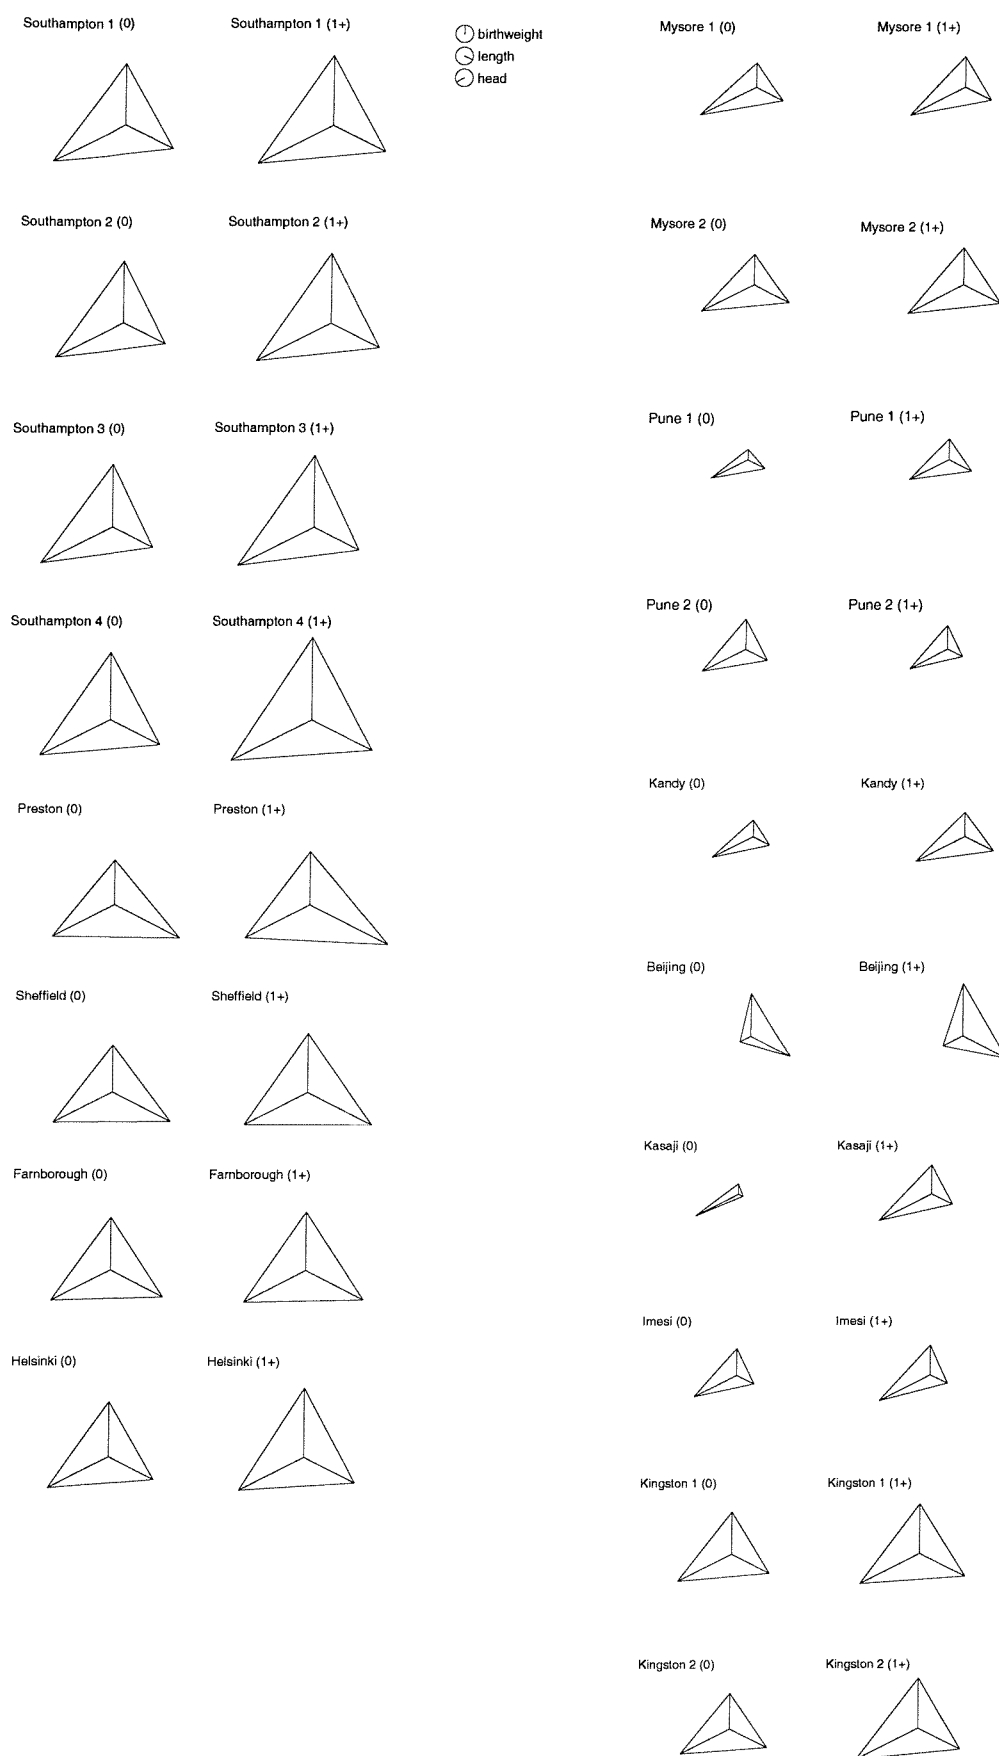 Southampton 1 (0)
Southampton 1 (1+)
birthweight
length
head
Mysore 1 (0)
Mysore 1 (1+)
Southampton 2 (0)
Southampton 2 (1+)
Mysore 2 (0)
Mysore 2 (1+)
Southampton 3 (0)
Southampton 3 (1+)
Pune 1 (0)
Pune 1 (1+)
Southampton 4 (0)
Southampton 4 (1+)
Pune 2 (0)
Pune 2 (1+)
Preston (0)
Preston (1+)
Kandy (0)
Kandy (1+)
Sheffield (0)
Sheffield (1+)
Beijing (0)
Beijing (1+)
Farnborough (0)
Farnborough (1+)
Kasaji (0)
Kasaji (1+)
Helsinki (0)
Helsinki (1+)
Imesi (0)
Imesi (1+)
Kingston 1 (0)
Kingston 1 (1+)
Kingston 2 (0)
Kingston 2 (1+)